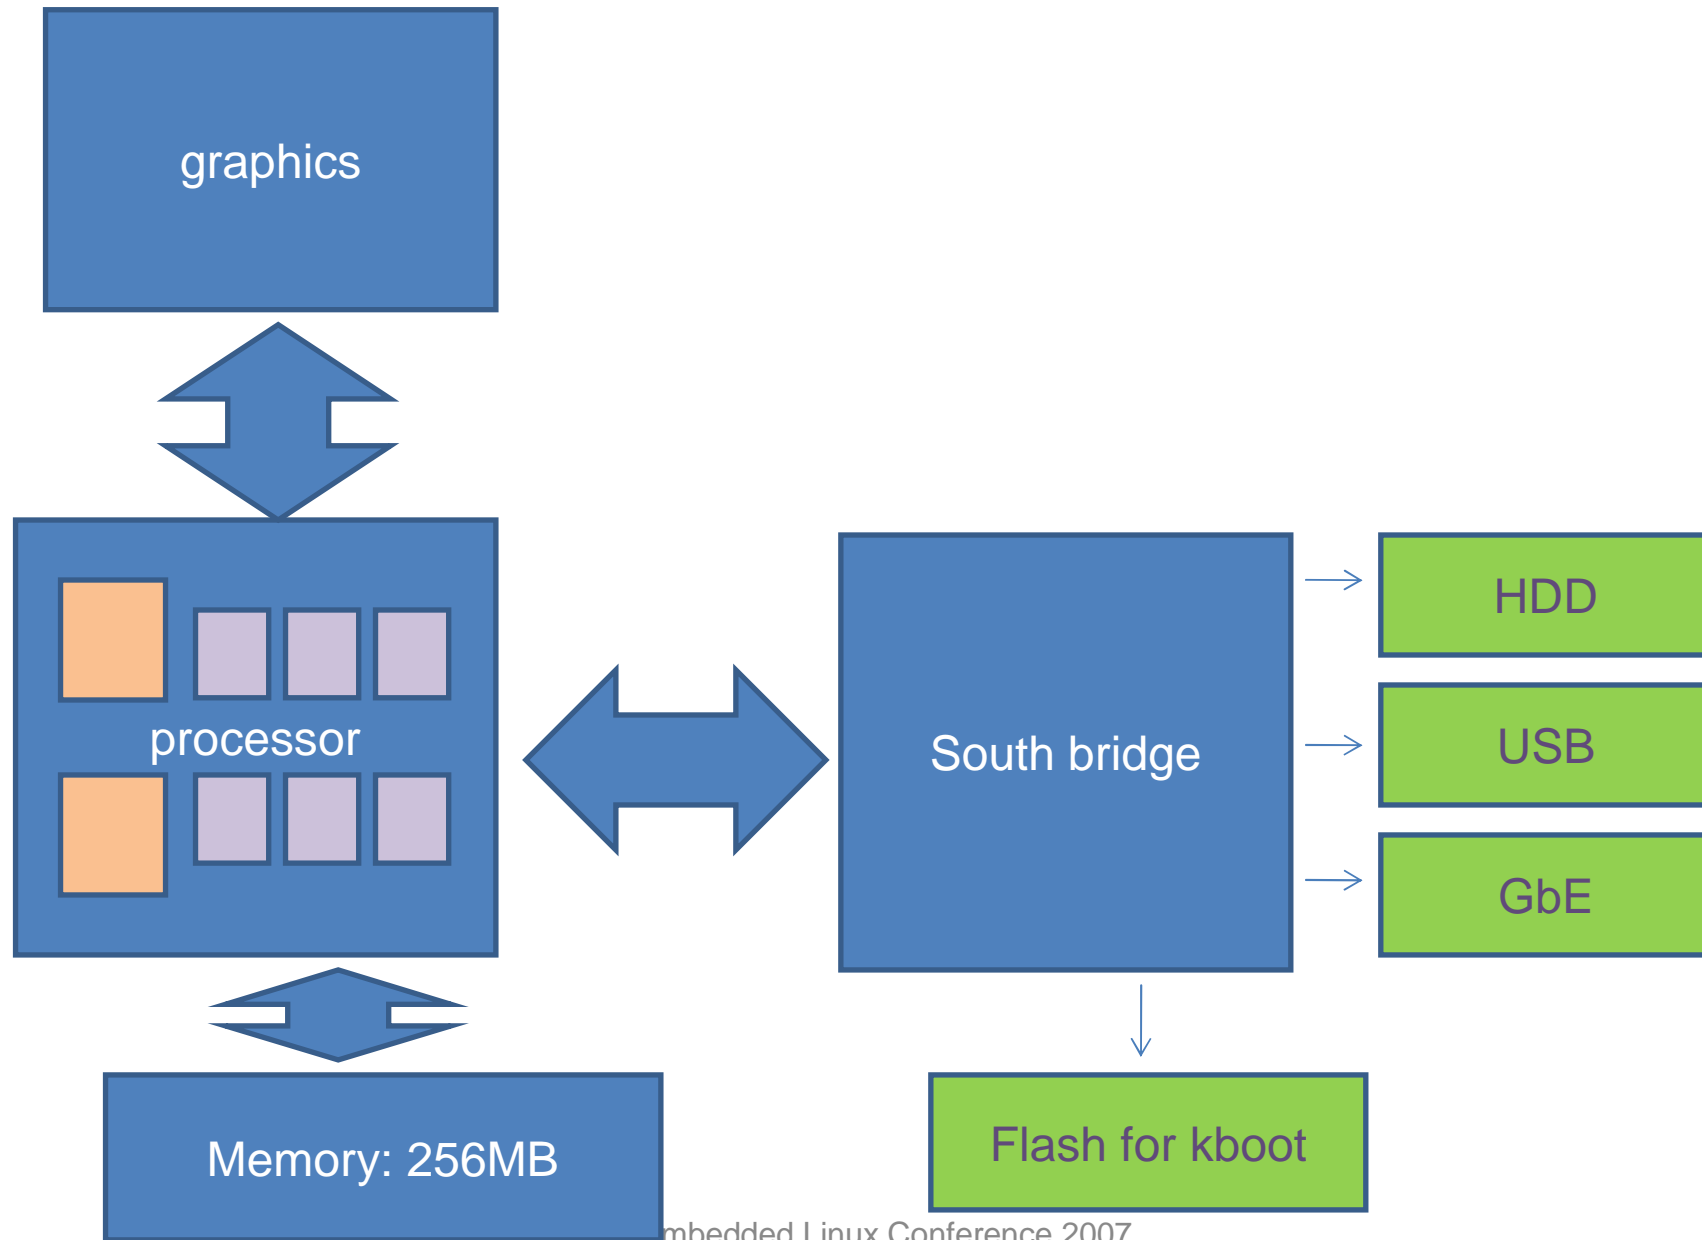 graphics
processor
South bridge
HDD
USB
GbE
Memory: 256MB
Flash for kboot
mbedded Linux Conference 2007